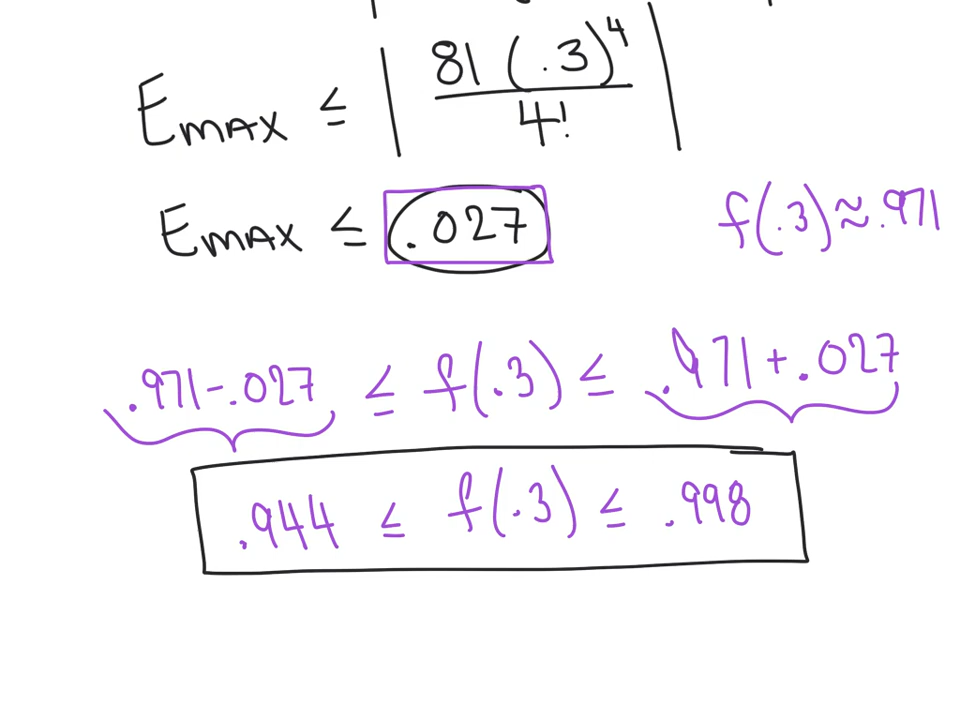 EMAX ≤ | 81 (.3)^4 / 4! |
EMAX ≤ .027 f(.3) ≈ .971
.971 - .027 ≤ f(.3) ≤ .971 + .027
.944 ≤ f(.3) ≤ .998